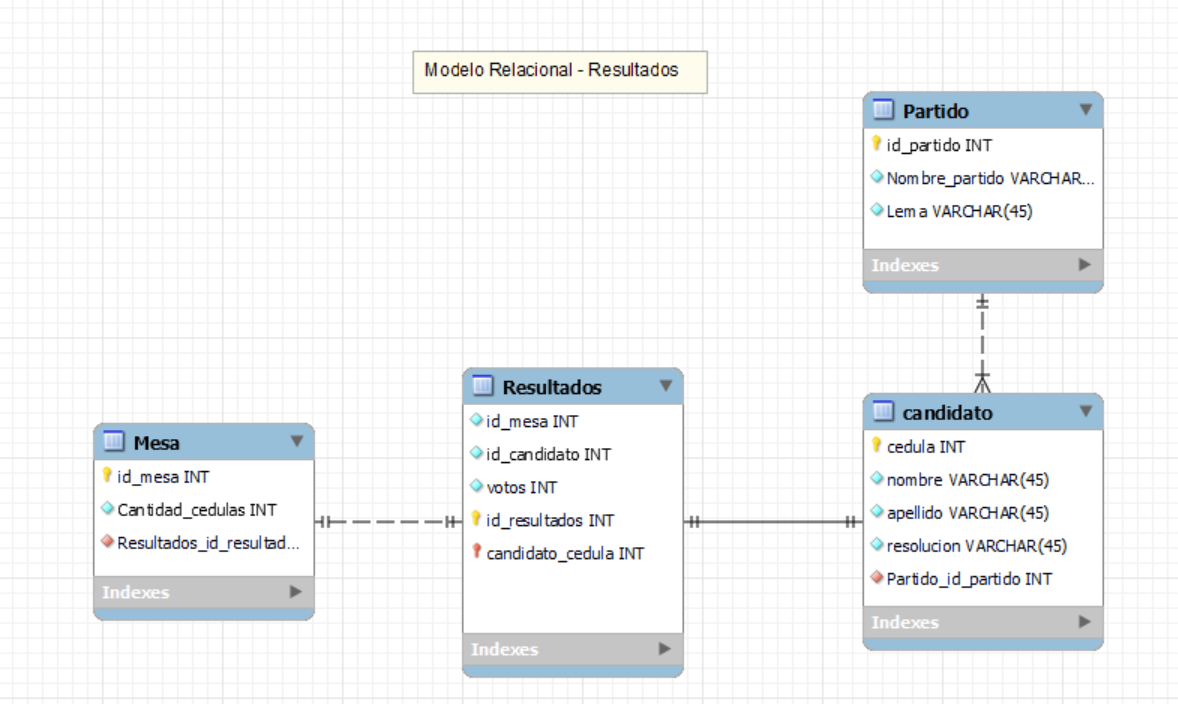 Modelo Relacional - Resultados
Partido
id_partido INT
Nombre_partido VARCHAR...
Lema VARCHAR(45)
Indexes
Resultados
id_mesa INT
id_candidato INT
votos INT
id_resultados INT
candidato_cedula INT
Indexes
candidato
cedula INT
nombre VARCHAR(45)
apellido VARCHAR(45)
resolucion VARCHAR(45)
Partido_id_partido INT
Indexes
Mesa
id_mesa INT
Cantidad_cedulas INT
Resultados_id_resultad...
Indexes